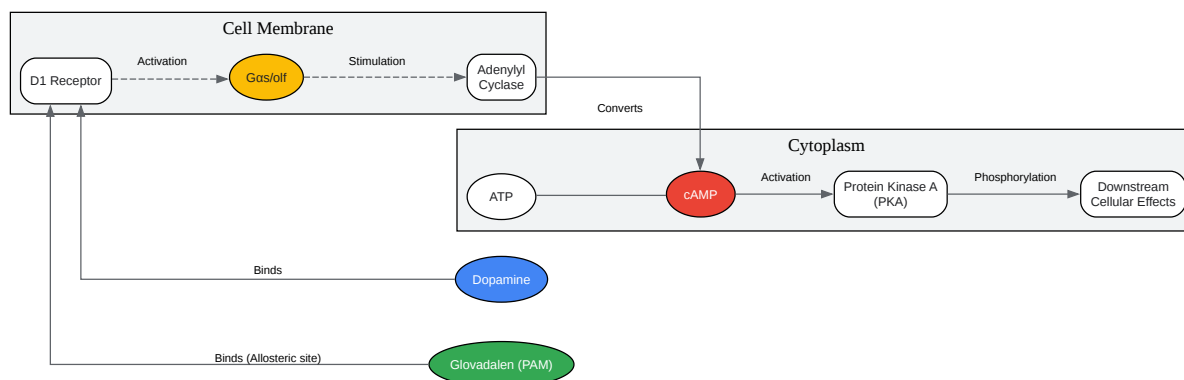 Cell Membrane
D1 Receptor
Activation
Gαs/olf
Stimulation
Adenylyl
Cyclase
Converts
Cytoplasm
ATP
cAMP
Activation
Protein Kinase A
(PKA)
Phosphorylation
Downstream
Cellular Effects
Binds
Dopamine
Binds (Allosteric site)
Glovadalen (PAM)